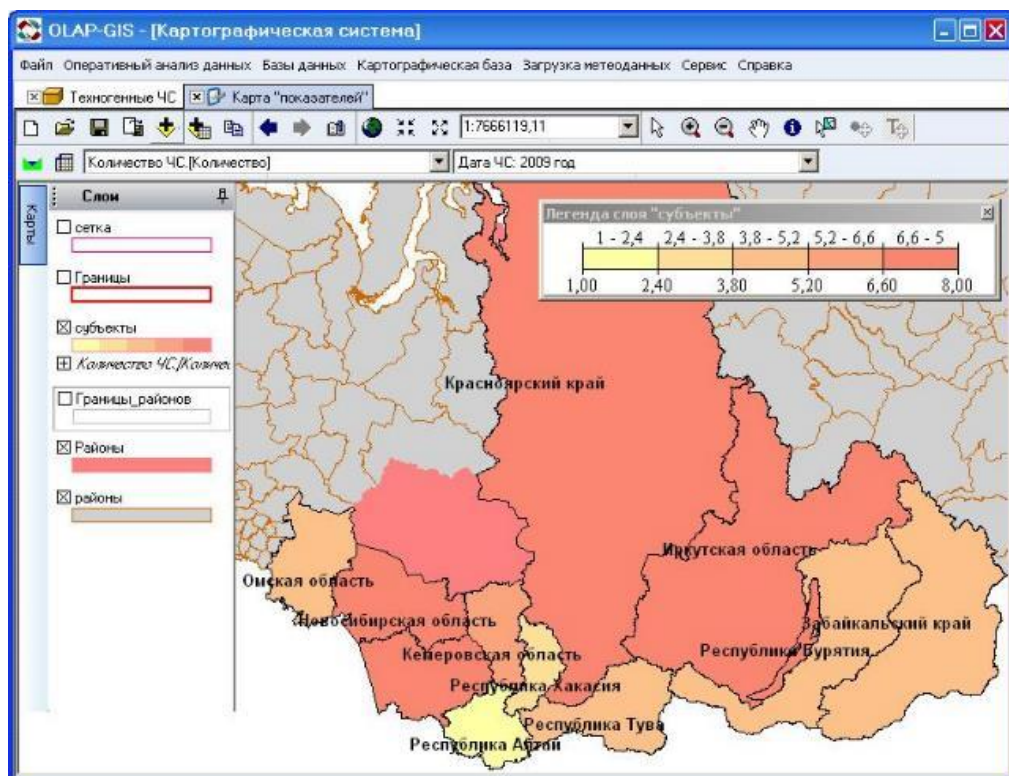 OLAP-GIS - [Картографическая система]
Файл Оперативный анализ данных Базы данных Картографическая база Загрузка метеоданных Сервис Справка
Техногенные ЧС Карта "показателей"
1:7666119,11
Количество ЧС.[Количество] Дата ЧС: 2009 год
Карты
Слои
сетка
Границы
субъекты
Количество ЧС.[Количе
Границы_районов
Районы
районы
Легенда слоя "субъекты"
1 - 2,4 2,4 - 3,8 3,8 - 5,2 5,2 - 6,6 6,6 - 5
1,00 2,40 3,80 5,20 6,60 8,00
Красноярский край
Иркутская область
Омская область
Новосибирская область
Забайкальский край
Кемеровская область
Республика Бурятия
Республика Хакасия
Республика Тува
Республика Алтай